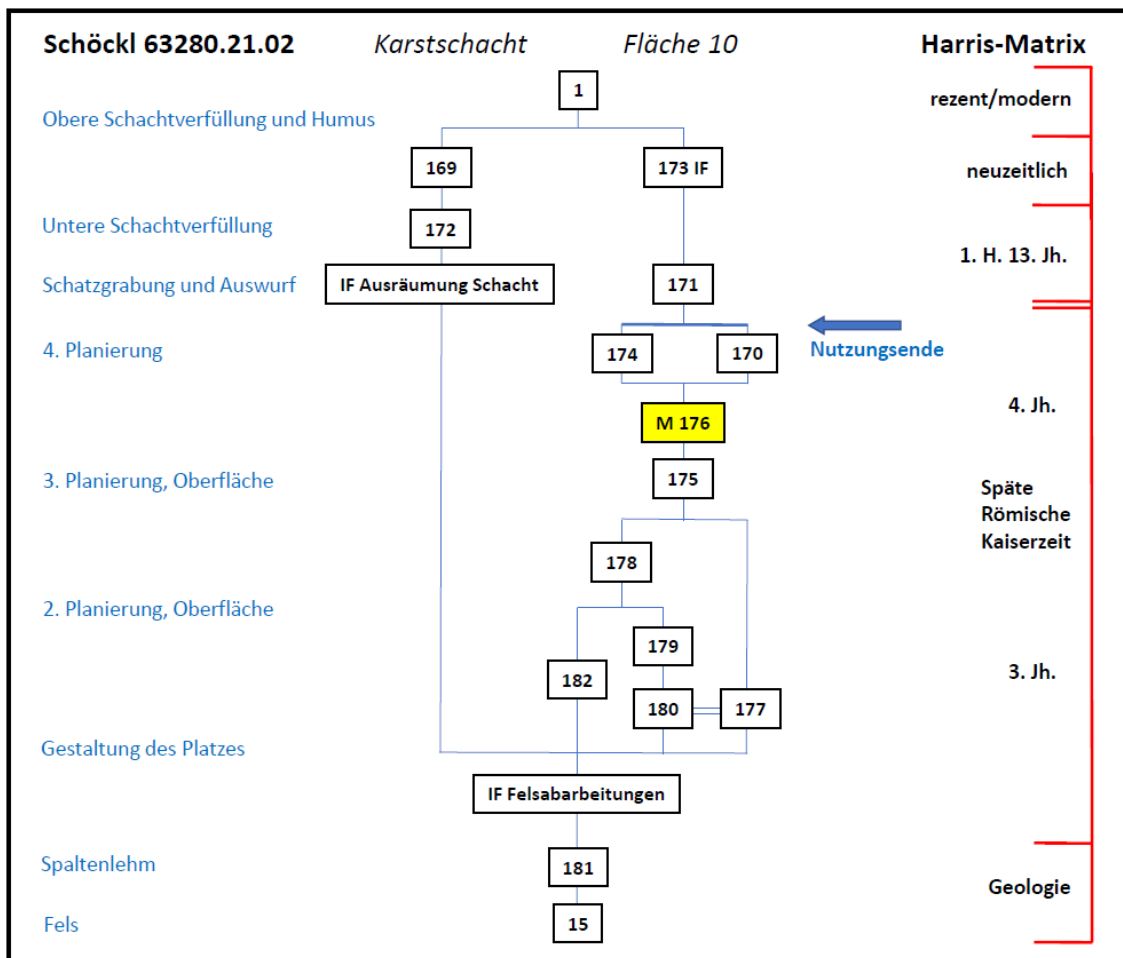 Schöckl 63280.21.02 Karstschacht Fläche 10 Harris-Matrix
1
rezent/modern
Obere Schachtverfüllung und Humus
169 173 IF neuzeitlich
Untere Schachtverfüllung 172
1. H. 13. Jh.
Schatzgrabung und Auswurf IF Ausräumung Schacht 171
4. Planierung 174 170 Nutzungsende
4. Jh.
M 176
3. Planierung, Oberfläche 175
Späte
Römische
Kaiserzeit
178
2. Planierung, Oberfläche
179
182 3. Jh.
180 177
Gestaltung des Platzes
IF Felsabarbeitungen
Spaltenlehm 181
Geologie
Fels 15